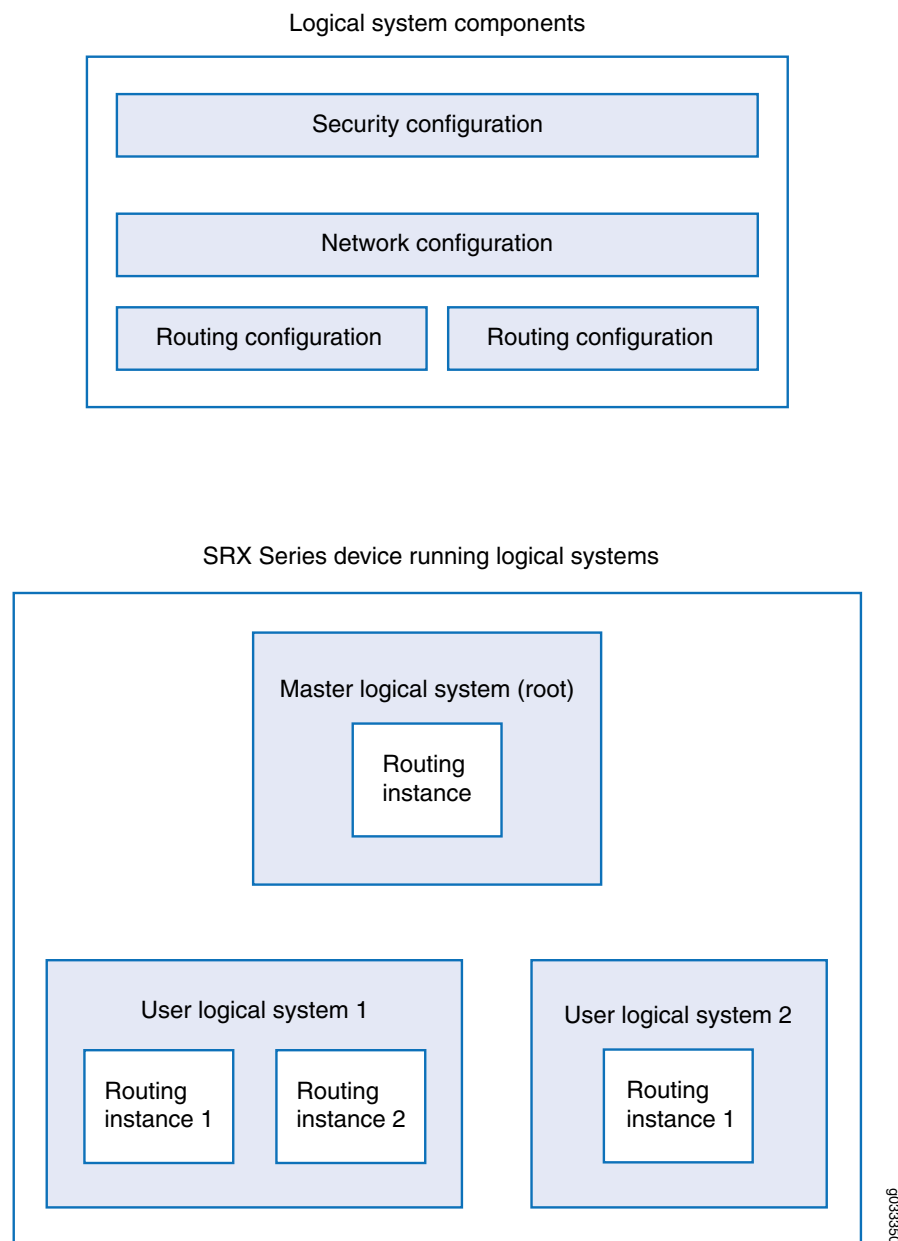 Logical system components
Security configuration
Network configuration
Routing configuration
Routing configuration
SRX Series device running logical systems
Master logical system (root)
Routing
instance
User logical system 1
Routing
instance 1
Routing
instance 2
User logical system 2
Routing
instance 1
g033350